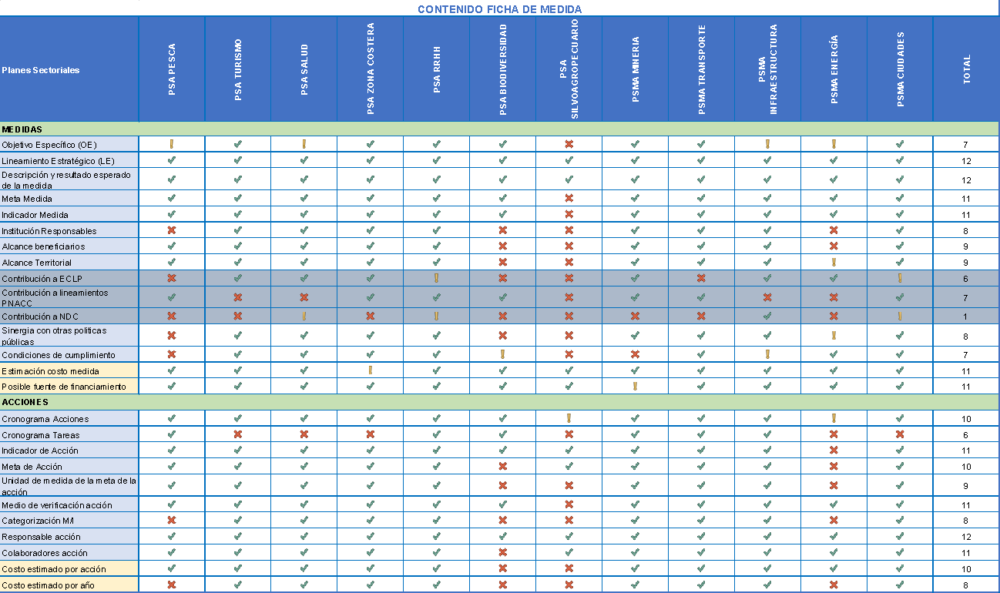 CONTENIDO FICHA DE MEDIDA
Planes Sectoriales
PSA PESCA
PSA TURISMO
PSA SALUD
PSA ZONA COSTERA
PSA RRHH
PSA BIODIVERSIDAD
PSA
SILVOAGROPECUARIO
PSMA MINERIA
PSMA TRANSPORTE
PSMA
INFRAESTRUCTURA
PSMA ENERGÍA
PSMA CIUDADES
TOTAL
MEDIDAS
Objetivo Específico (OE) 7
Lineamiento Estratégico (LE) 12
Descripción y resultado esperado
de la medida 12
Meta Medida 11
Indicador Medida 11
Institución Responsables 8
Alcance beneficiarios 9
Alcance Territorial 9
Contribución a ECLP 6
Contribución a lineamientos
PNACC 7
Contribución a NDC 1
Sinergia con otras políticas
públicas 8
Condiciones de cumplimiento 7
Estimación costo medida 11
Posible fuente de financiamiento 11
ACCIONES
Cronograma Acciones 10
Cronograma Tareas 6
Indicador de Acción 11
Meta de Acción 10
Unidad de medida de la meta de la
acción 9
Medio de verificación acción 11
Categorización M/I 8
Responsable acción 12
Colaboradores acción 11
Costo estimado por acción 10
Costo estimado por año 8